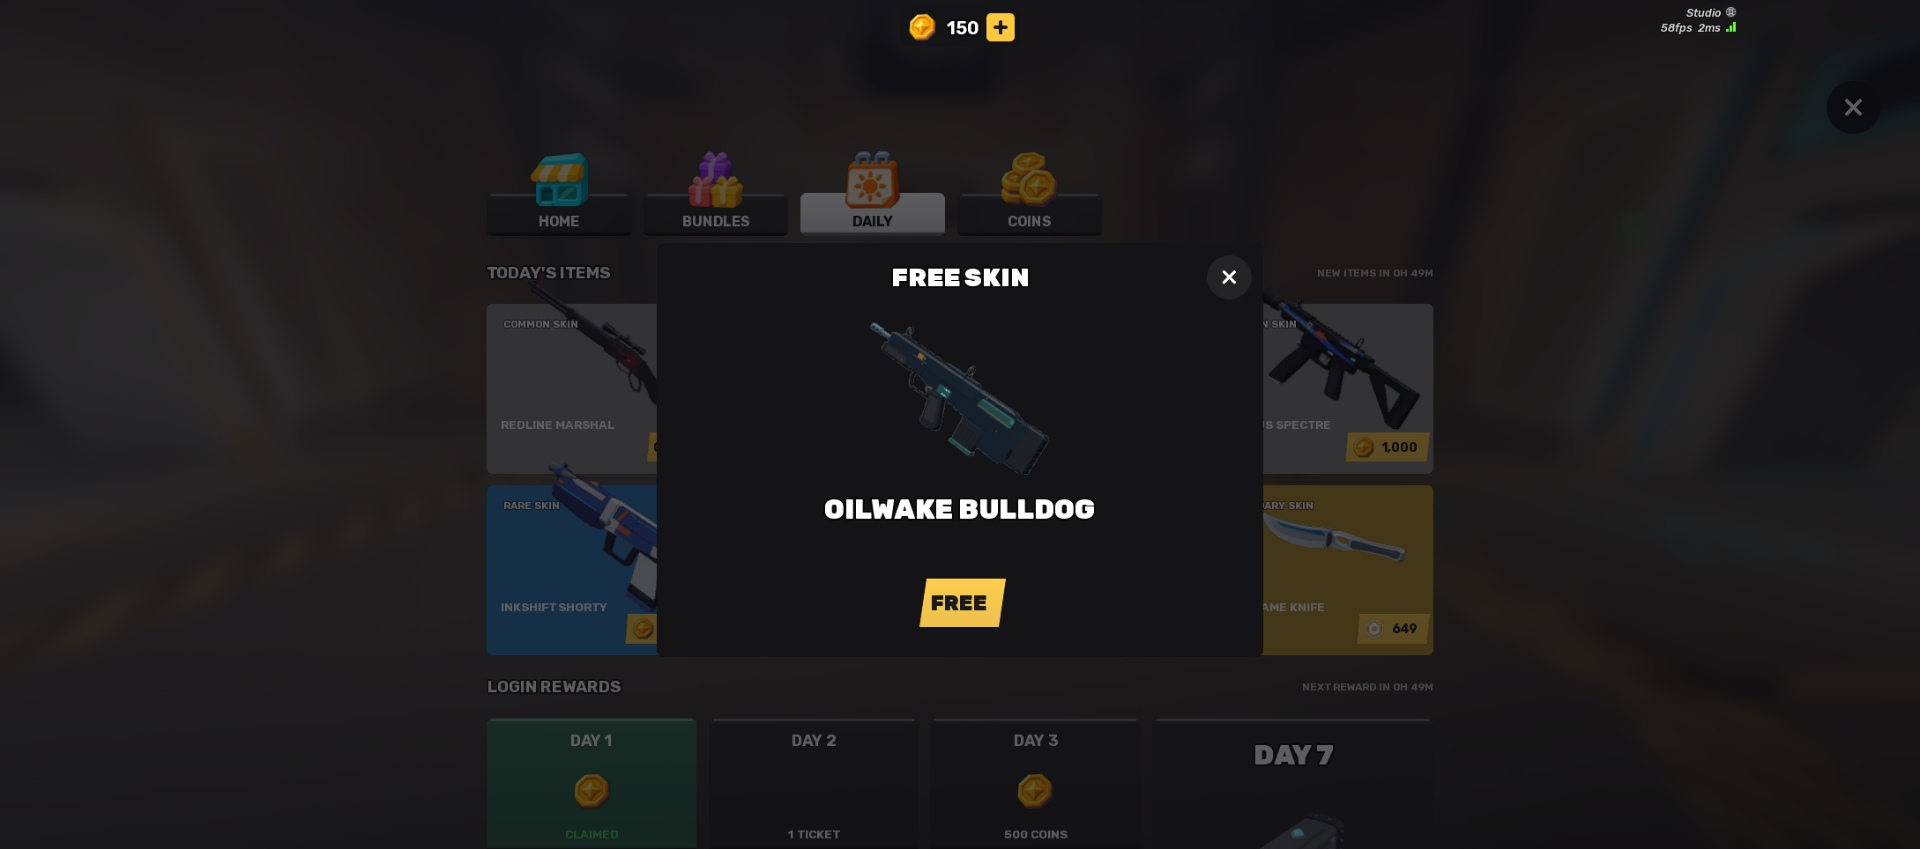 150
Studio
58fps 2ms
HOME
BUNDLES
DAILY
COINS
TODAY'S ITEMS
NEW ITEMS IN 0H 49M
FREE SKIN
COMMON SKIN
N SKIN
REDLINE MARSHAL
US SPECTRE
1,000
OILWAKE BULLDOG
RARE SKIN
ARY SKIN
INKSHIFT SHORTY
AME KNIFE
FREE
649
LOGIN REWARDS
NEXT REWARD IN 0H 49M
DAY 1
DAY 2
DAY 3
DAY 7
CLAIMED
1 TICKET
500 COINS